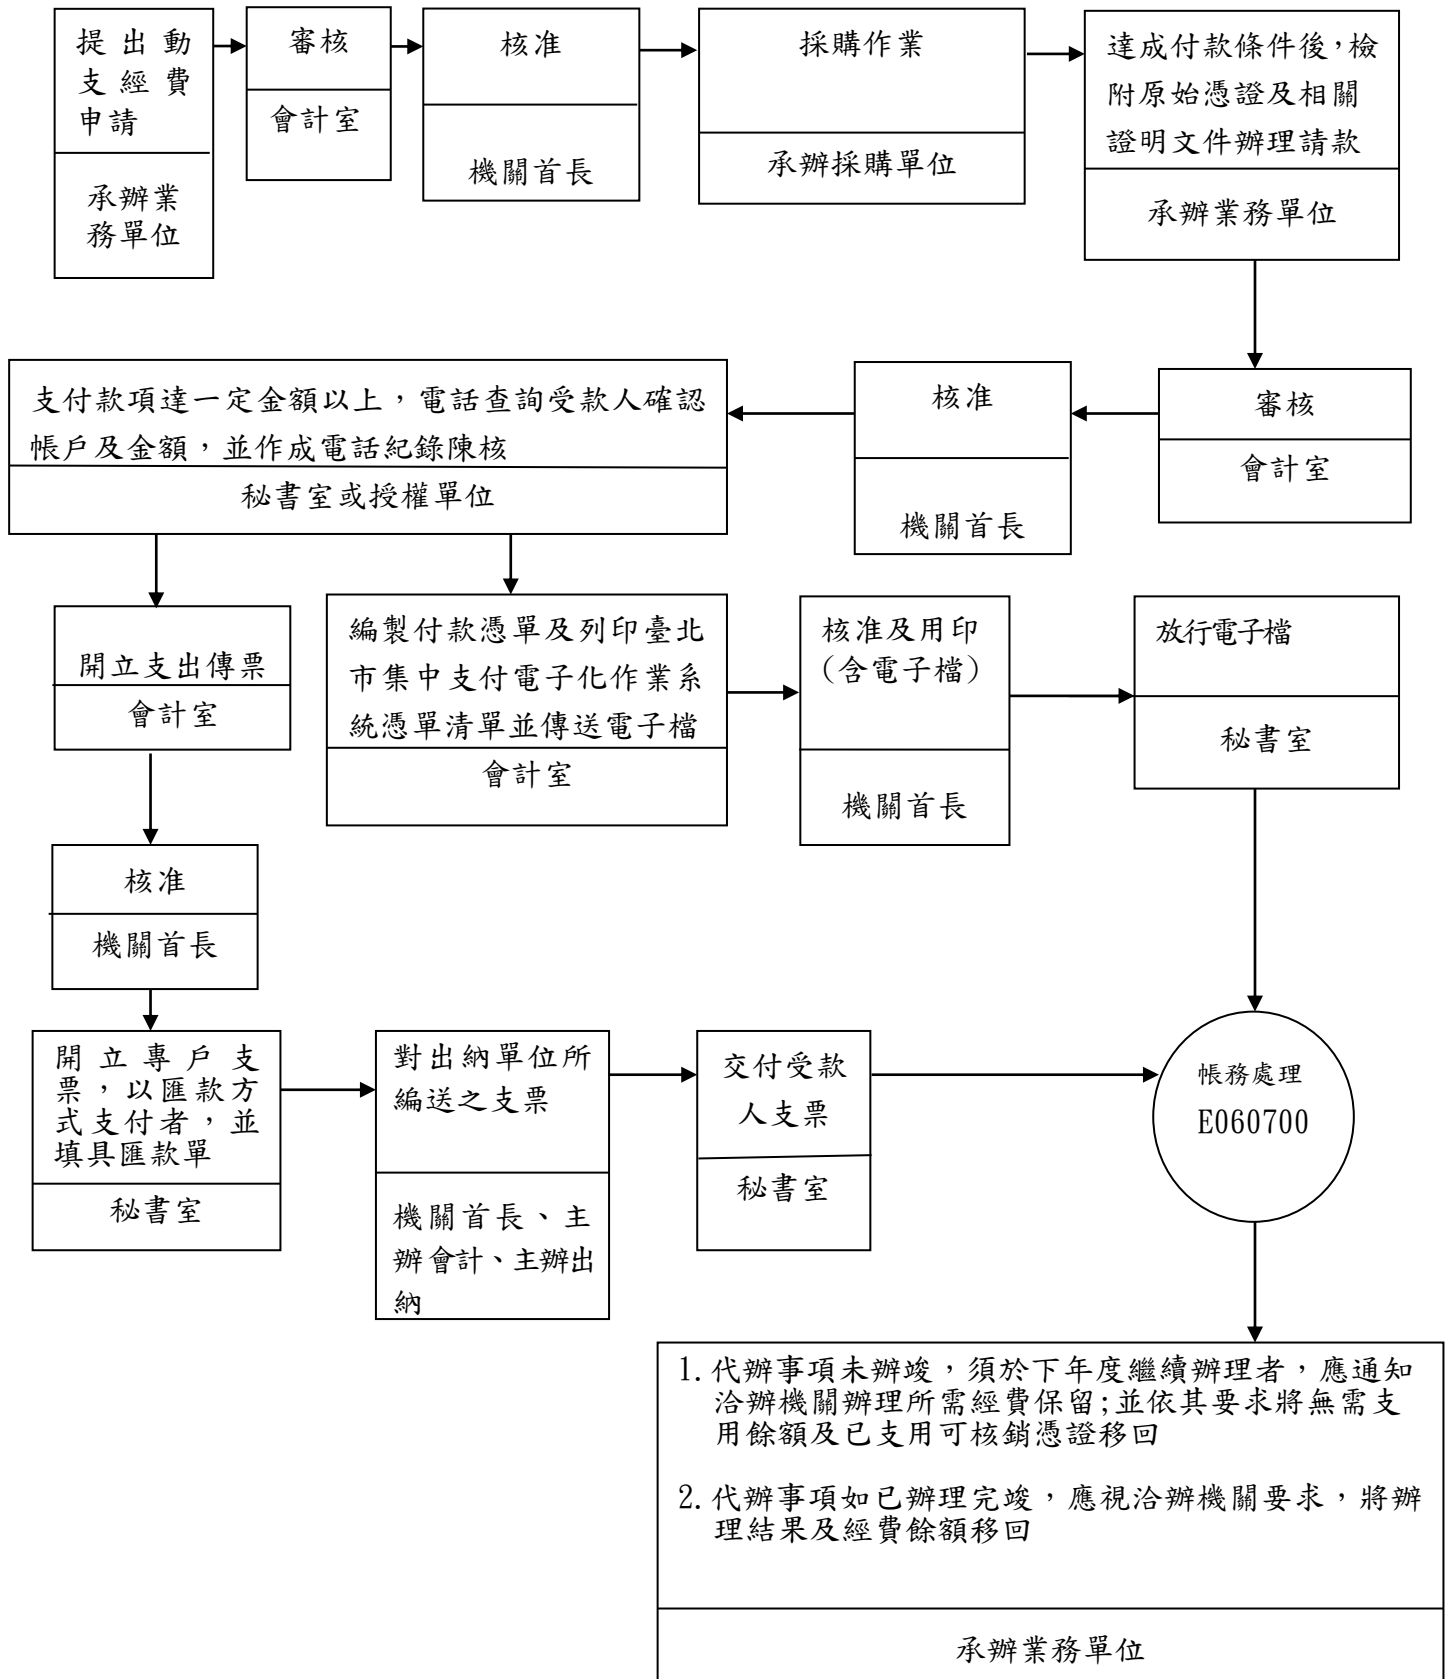 提出動
支經費
申請
承辦業
務單位
審核
會計室
核准
機關首長
採購作業
承辦採購單位
達成付款條件後，檢
附原始憑證及相關
證明文件辦理請款
承辦業務單位
審核
會計室
核准
機關首長
支付款項達一定金額以上，電話查詢受款人確認
帳戶及金額，並作成電話紀錄陳核
秘書室或授權單位
開立支出傳票
會計室
編製付款憑單及列印臺北
市集中支付電子化作業系
統憑單清單並傳送電子檔
會計室
核准及用印
(含電子檔)
機關首長
放行電子檔
秘書室
核准
機關首長
開立專戶支
票，以匯款方
式支付者，並
填具匯款單
秘書室
對出納單位所
編送之支票
機關首長、主
辦會計、主辦出
納
交付受款
人支票
秘書室
帳務處理
E060700
1.代辦事項未辦竣，須於下年度繼續辦理者，應通知
洽辦機關辦理所需經費保留;並依其要求將無需支
用餘額及已支用可核銷憑證移回
2.代辦事項如已辦理完竣，應視洽辦機關要求，將辦
理結果及經費餘額移回
承辦業務單位